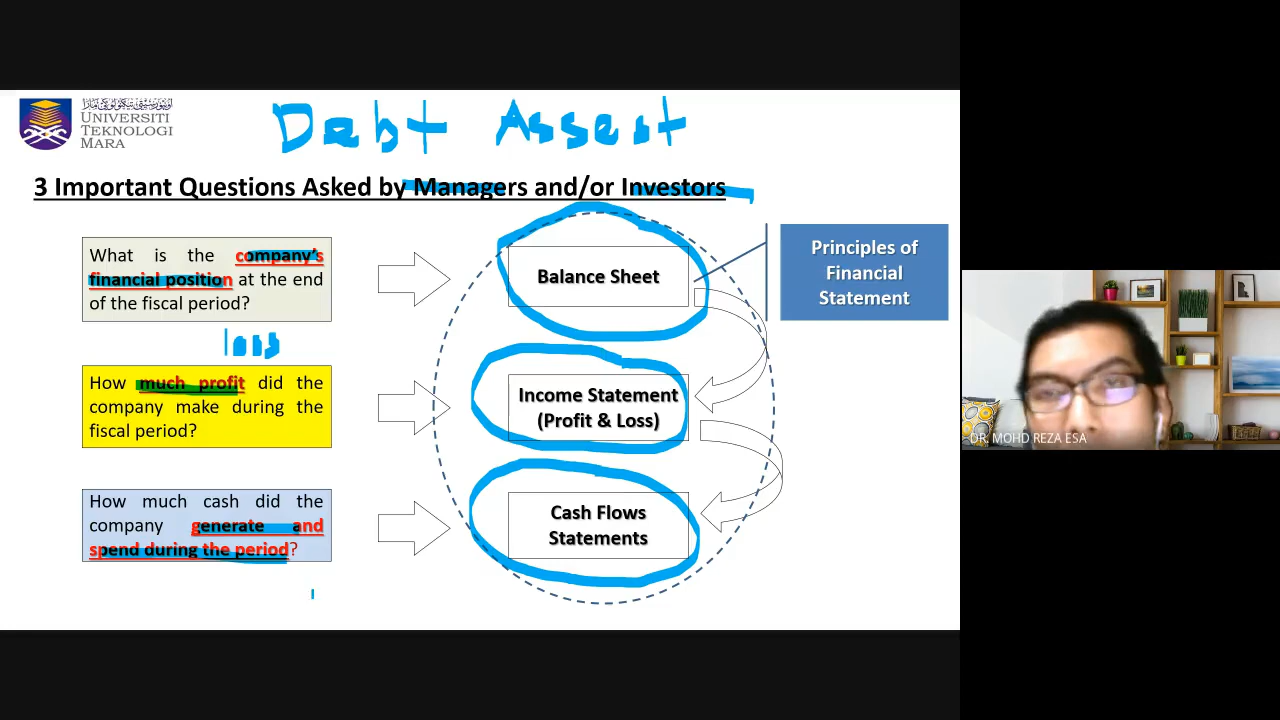 UNIVERSITI
TEKNOLOGI
MARA
Debt Assest
3 Important Questions Asked by Managers and/or Investors
What is the company's
financial position at the end
of the fiscal period?
Balance Sheet
Principles of
Financial
Statement
loss
How much profit did the
company make during the
fiscal period?
Income Statement
(Profit & Loss)
How much cash did the
company generate and
spend during the period?
Cash Flows
Statements
DR. MOHD REZA ESA